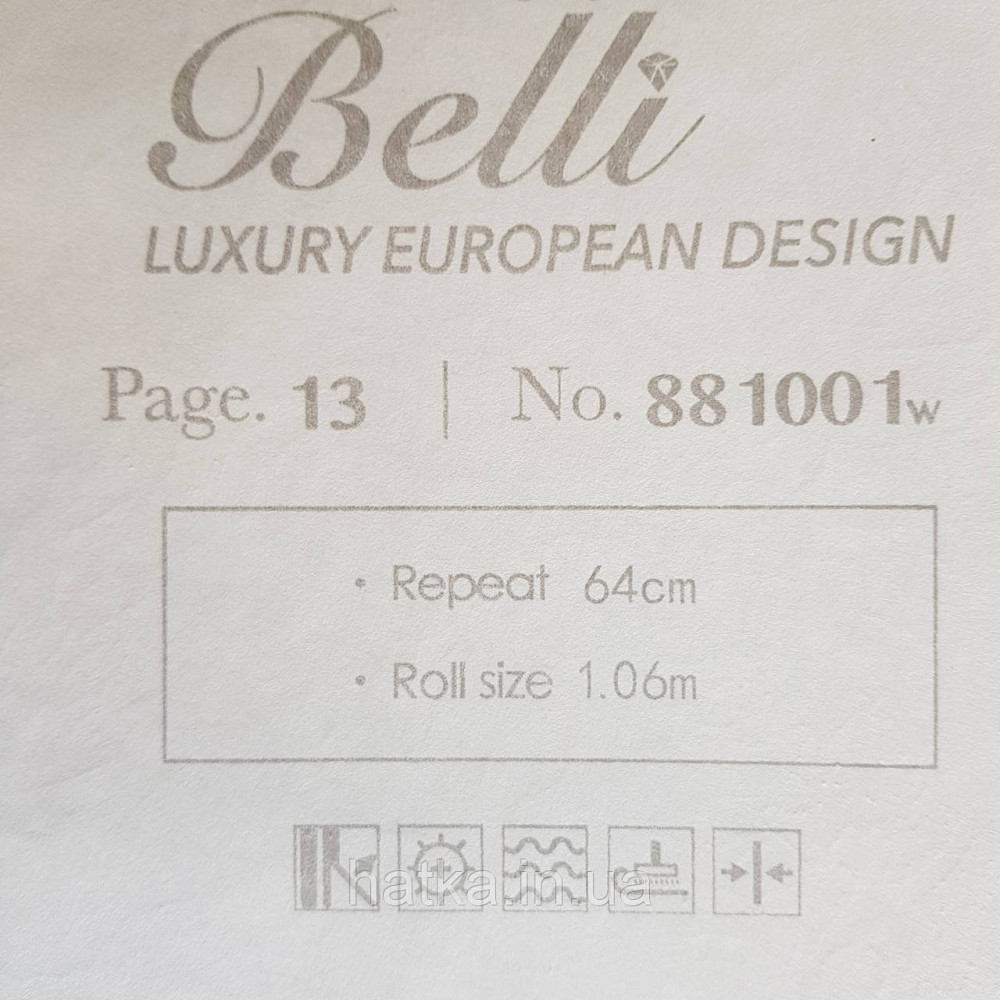 Belli
LUXURY EUROPEAN DESIGN
Page. 13 | No. 881001w
• Repeat 64cm
• Roll size 1.06m
hatka.in.ua